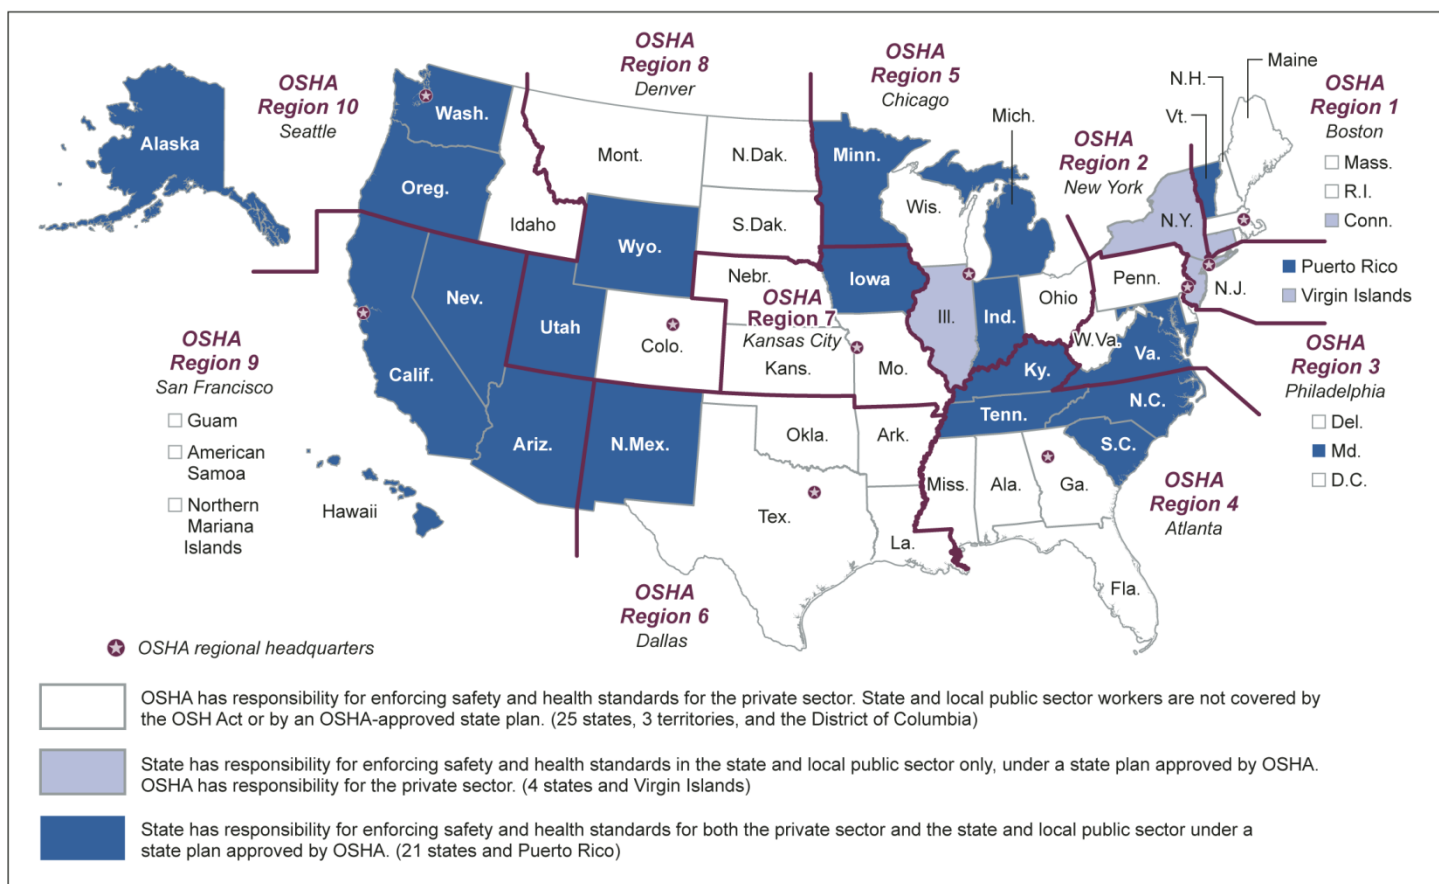 OSHA
Region 8
Denver
OSHA
Region 5
Chicago
OSHA
Region 10
Seattle
Maine
N.H.
OSHA
Region 1
Boston
Mass.
R.I.
Conn.
Mich.
Vt.
OSHA
Region 2
New York
Puerto Rico
Virgin Islands
Alaska
Wash.
Oreg.
Idaho
Mont.
N.Dak.
S.Dak.
Minn.
Wis.
N.Y.
Wyo.
Nebr.
Iowa
Penn.
N.J.
Ohio
Ill.
Ind.
W.Va.
Va.
Nev.
Utah
Colo.
OSHA
Region 7
Kansas City
Kans.
Mo.
Ky.
OSHA
Region 3
Philadelphia
Del.
Md.
D.C.
OSHA
Region 9
San Francisco
Guam
American
Samoa
Northern
Mariana
Islands
Calif.
Ariz.
N.Mex.
Okla.
Ark.
Tenn.
N.C.
S.C.
Hawaii
Tex.
La.
Miss.
Ala.
Ga.
Fla.
OSHA
Region 4
Atlanta
OSHA
Region 6
Dallas
OSHA regional headquarters
OSHA has responsibility for enforcing safety and health standards for the private sector. State and local public sector workers are not covered by
the OSH Act or by an OSHA-approved state plan. (25 states, 3 territories, and the District of Columbia)
State has responsibility for enforcing safety and health standards in the state and local public sector only, under a state plan approved by OSHA.
OSHA has responsibility for the private sector. (4 states and Virgin Islands)
State has responsibility for enforcing safety and health standards for both the private sector and the state and local public sector under a
state plan approved by OSHA. (21 states and Puerto Rico)